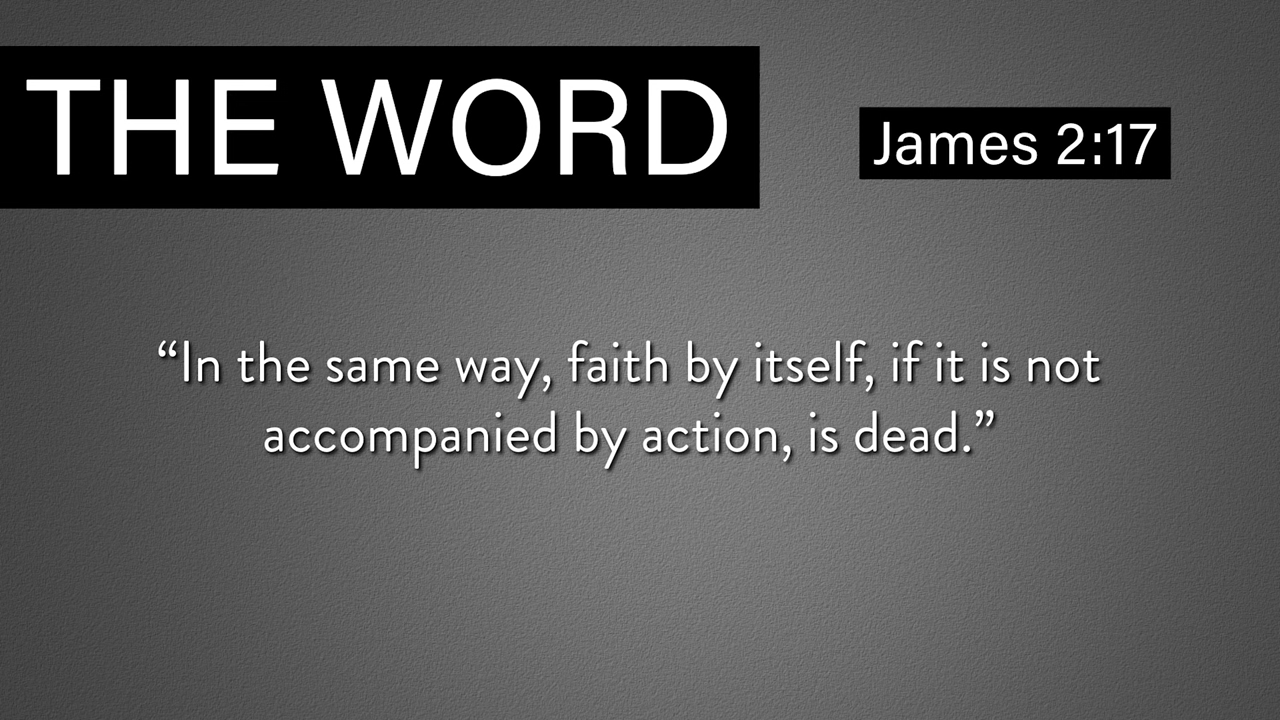 THE WORD
James 2:17
“In the same way, faith by itself, if it is not
accompanied by action, is dead.”